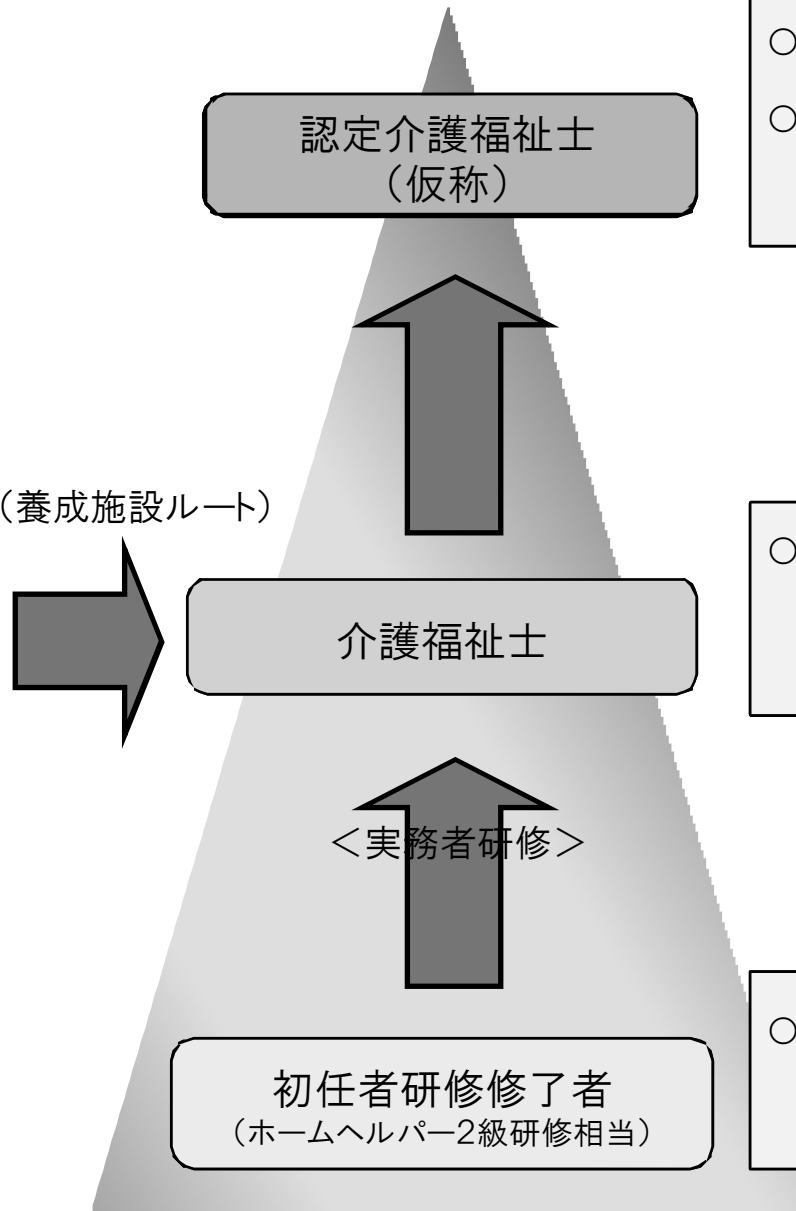 ○
○
認定介護福祉士
（仮称）
（養成施設ルート）
○
介護福祉士
＜実務者研修＞
○
初任者研修修了者
（ホームヘルパー2級研修相当）